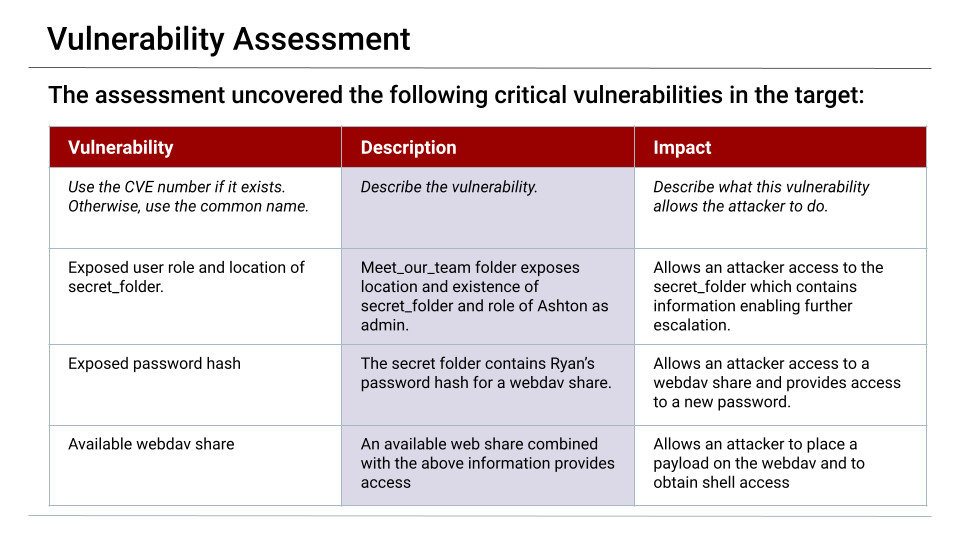 Vulnerability Assessment
The assessment uncovered the following critical vulnerabilities in the target:
Vulnerability
Description
Impact
Use the CVE number if it exists.
Otherwise, use the common name.
Describe the vulnerability.
Describe what this vulnerability
allows the attacker to do.
Exposed user role and location of
secret_folder.
Meet_our_team folder exposes
location and existence of
secret_folder and role of Ashton as
admin.
Allows an attacker access to the
secret_folder which contains
information enabling further
escalation.
Exposed password hash
The secret folder contains Ryan’s
password hash for a webdav share.
Allows an attacker access to a
webdav share and provides access
to a new password.
Available webdav share
An available web share combined
with the above information provides
access
Allows an attacker to place a
payload on the webdav and to
obtain shell access